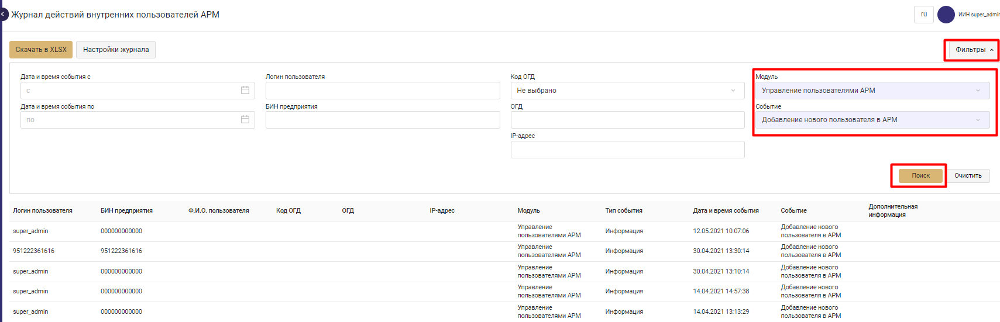 Журнал действий внутренних пользователей АРМ
ru
ИИН super_admin
Скачать в XLSX
Настройки журнала
Фильтры
Дата и время события с
Логин пользователя
Код ОГД
Модуль
с
Не выбрано
Управление пользователями АРМ
Дата и время события по
БИН предприятия
ОГД
Событие
по
Добавление нового пользователя в АРМ
IP-адрес
Поиск
Очистить
Логин пользователя
БИН предприятия
Ф.И.О. пользователя
Код ОГД
ОГД
IP-адрес
Модуль
Тип события
Дата и время события
Событие
Дополнительная
информация
super_admin
000000000000
Управление
пользователями АРМ
Информация
12.05.2021 10:07:06
Добавление нового
пользователя в АРМ
951222361616
951222361616
Управление
пользователями АРМ
Информация
30.04.2021 13:30:14
Добавление нового
пользователя в АРМ
super_admin
000000000000
Управление
пользователями АРМ
Информация
30.04.2021 13:10:14
Добавление нового
пользователя в АРМ
super_admin
000000000000
Управление
пользователями АРМ
Информация
14.04.2021 14:57:38
Добавление нового
пользователя в АРМ
super_admin
000000000000
Управление
пользователями АРМ
Информация
14.04.2021 13:13:29
Добавление нового
пользователя в АРМ